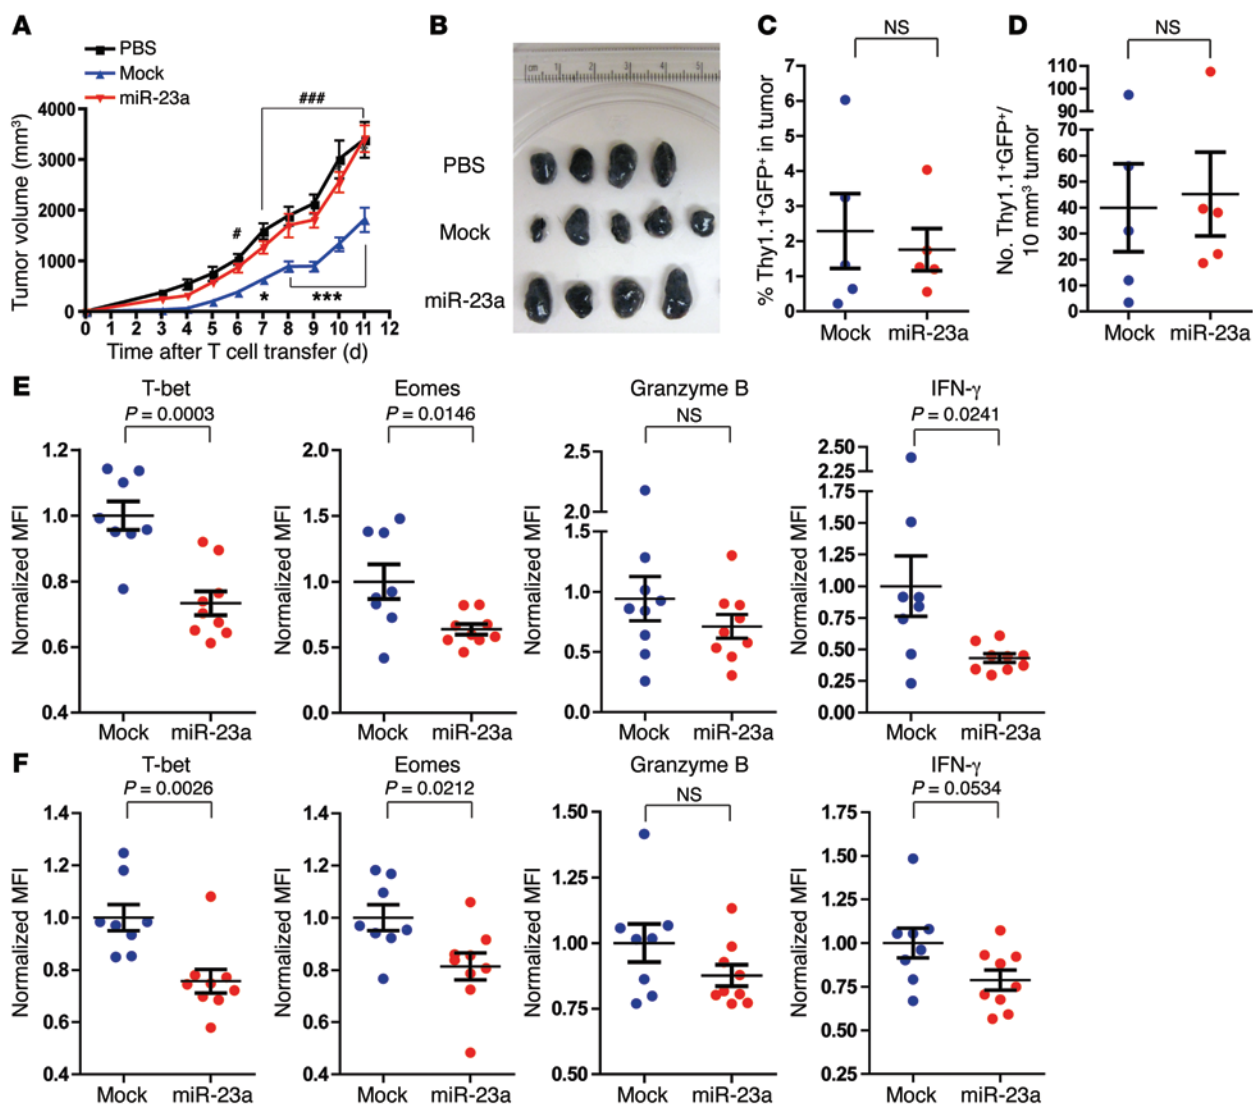 A
PBS
Mock
miR-23a
Tumor volume (mm³)
4000
3000
2000
1000
0
###
#
*
***
0 1 2 3 4 5 6 7 8 9 10 11 12
Time after T cell transfer (d)
B
cm 1 2 3 4 5
PBS
Mock
miR-23a
C
NS
% Thy1.1⁺GFP⁺ in tumor
7
6
5
4
3
2
1
0
Mock miR-23a
D
NS
No. Thy1.1⁺GFP⁺/
10 mm³ tumor
110
100
90
70
60
50
40
30
20
10
0
Mock miR-23a
E
T-bet
P = 0.0003
Normalized MFI
1.2
1.0
0.8
0.6
0.4
Mock miR-23a
Eomes
P = 0.0146
Normalized MFI
2.0
1.5
1.0
0.5
0.0
Mock miR-23a
Granzyme B
NS
Normalized MFI
2.5
2.0
1.5
1.0
0.5
0.0
Mock miR-23a
IFN-γ
P = 0.0241
Normalized MFI
2.50
2.25
1.75
1.50
1.25
1.00
0.75
0.50
0.25
0.00
Mock miR-23a
F
T-bet
P = 0.0026
Normalized MFI
1.4
1.2
1.0
0.8
0.6
0.4
Mock miR-23a
Eomes
P = 0.0212
Normalized MFI
1.4
1.2
1.0
0.8
0.6
0.4
Mock miR-23a
Granzyme B
NS
Normalized MFI
1.50
1.25
1.00
0.75
0.50
Mock miR-23a
IFN-γ
P = 0.0534
Normalized MFI
1.75
1.50
1.25
1.00
0.75
0.50
0.25
Mock miR-23a